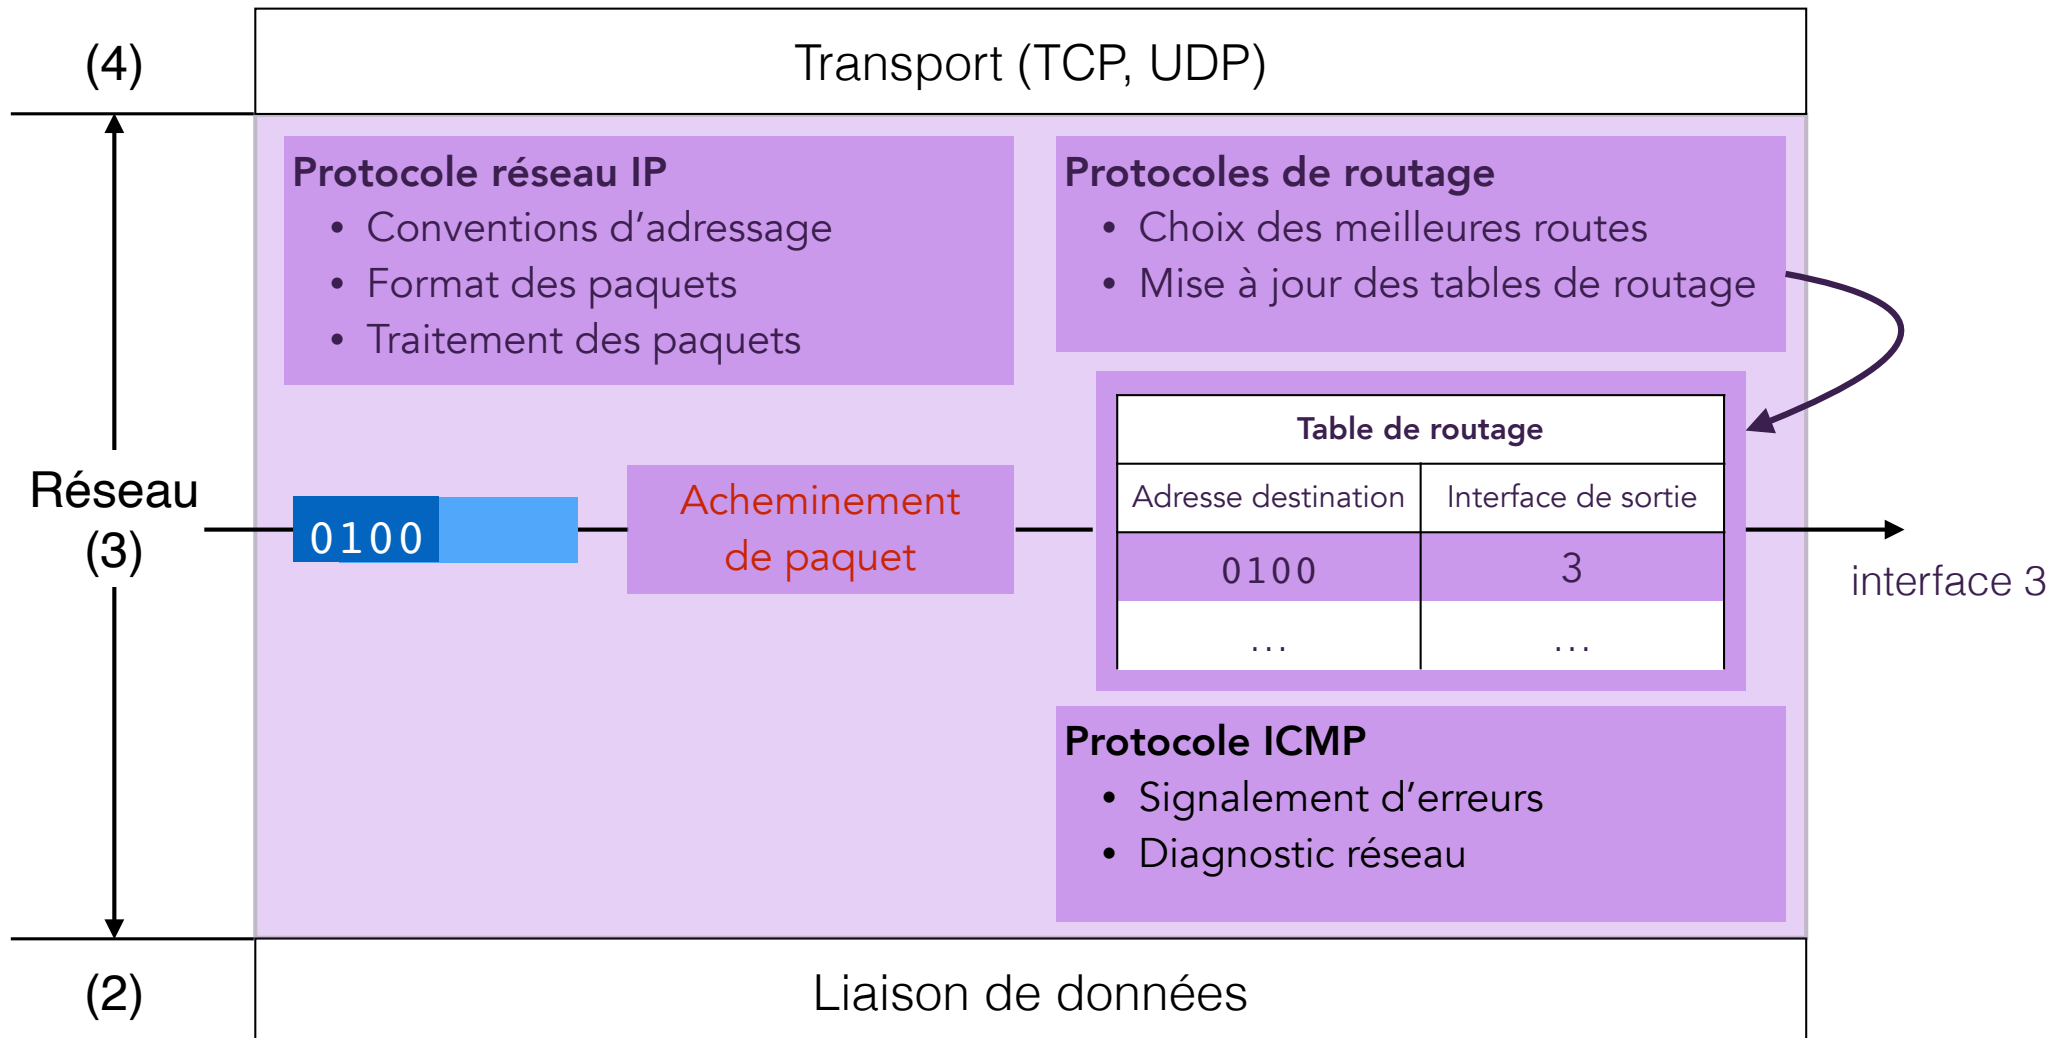 (4)
Transport (TCP, UDP)
Protocole réseau IP
• Conventions d’adressage
• Format des paquets
• Traitement des paquets
Protocoles de routage
• Choix des meilleures routes
• Mise à jour des tables de routage
Réseau
(3)
0100
Acheminement
de paquet
Table de routage
Adresse destination Interface de sortie
0100 3
... ...
interface 3
Protocole ICMP
• Signalement d’erreurs
• Diagnostic réseau
(2)
Liaison de données